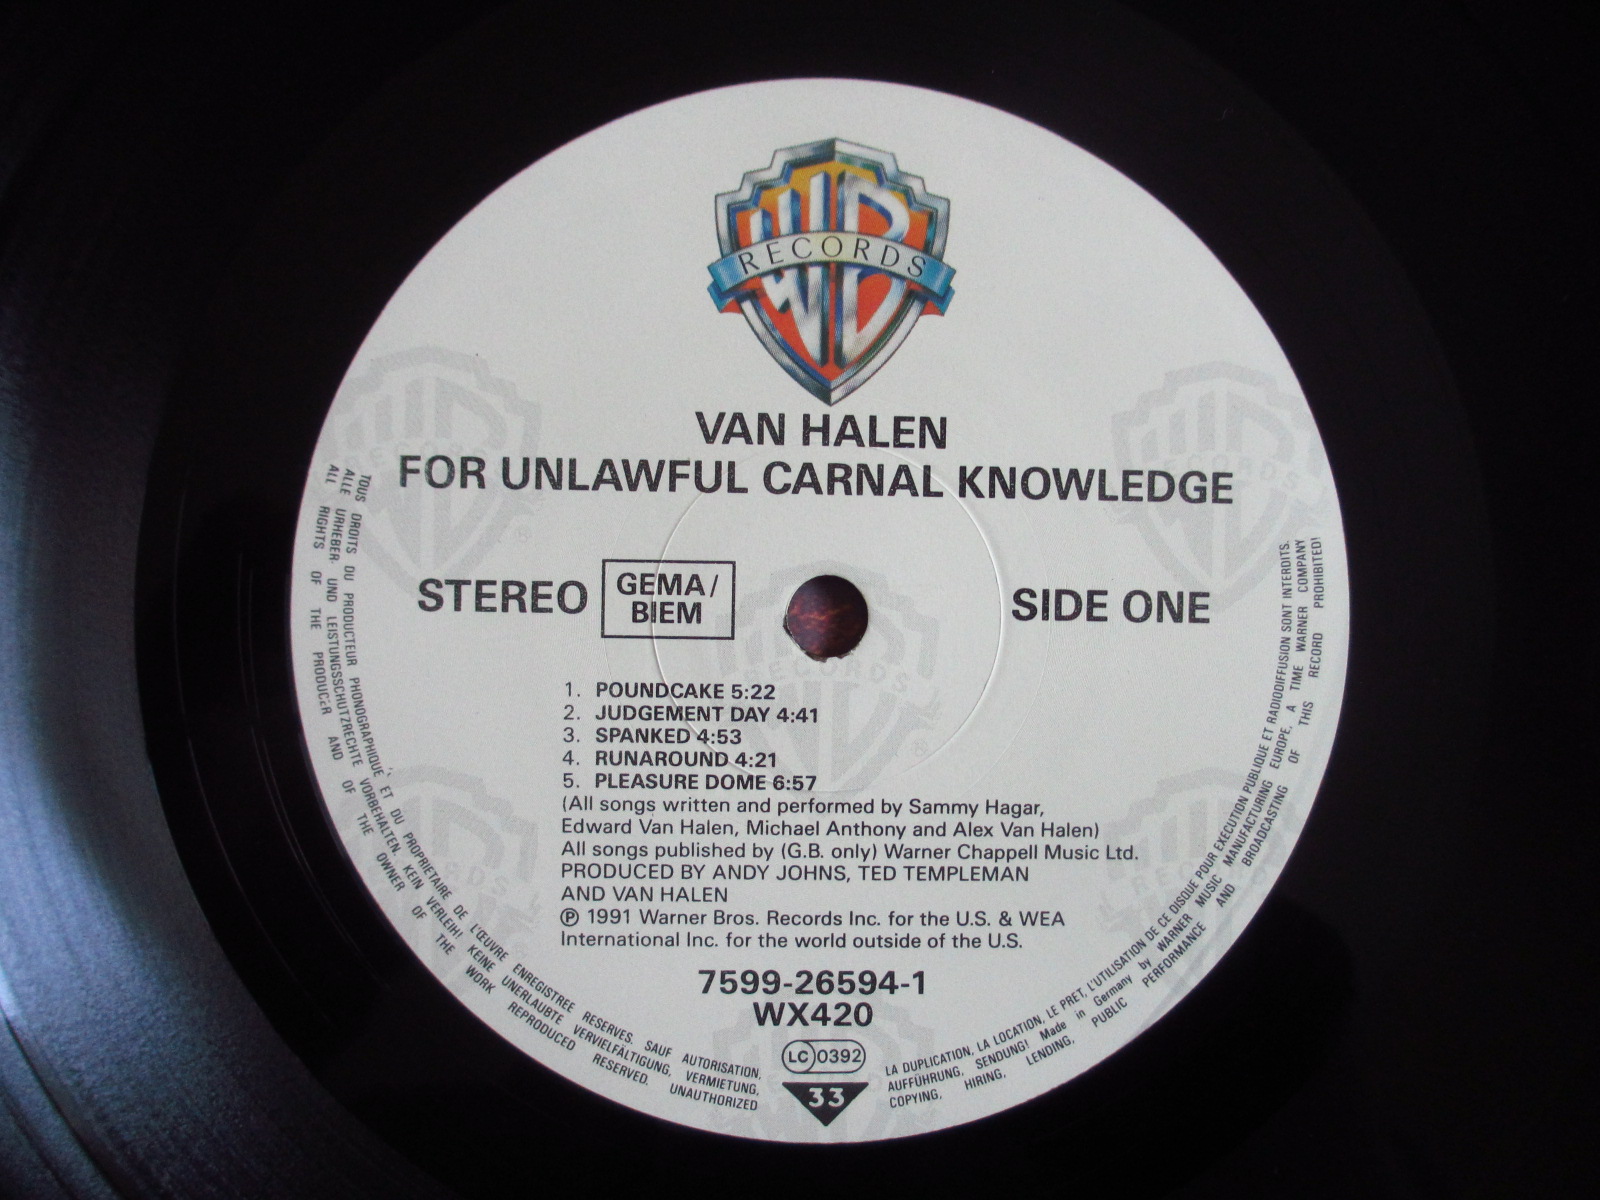 RECORDS
VAN HALEN
FOR UNLAWFUL CARNAL KNOWLEDGE
STEREO GEMA/ BIEM SIDE ONE
1. POUNDCAKE 5:22
2. JUDGEMENT DAY 4:41
3. SPANKED 4:53
4. RUNAROUND 4:21
5. PLEASURE DOME 6:57
(All songs written and performed by Sammy Hagar,
Edward Van Halen, Michael Anthony and Alex Van Halen)
All songs published by (G.B. only) Warner Chappell Music Ltd.
PRODUCED BY ANDY JOHNS, TED TEMPLEMAN
AND VAN HALEN
℗ 1991 Warner Bros. Records Inc. for the U.S. & WEA
International Inc. for the world outside of the U.S.
7599-26594-1
WX420
LC 0392
33
TOUS DROITS DU PRODUCTEUR PHONOGRAPHIQUE ET DU PROPRIETAIRE DE L'ŒUVRE ENREGISTREE RESERVES. SAUF AUTORISATION, LA DUPLICATION, LA LOCATION, LE PRET, L'UTILISATION DE CE DISQUE POUR EXECUTION PUBLIQUE ET RADIODIFFUSION SONT INTERDITS.
ALLE URHEBER- UND LEISTUNGSSCHUTZRECHTE VORBEHALTEN. KEIN VERLEIH! KEINE UNERLAUBTE VERVIELFÄLTIGUNG, VERMIETUNG, AUFFÜHRUNG, SENDUNG! Made in Germany by WARNER MUSIC MANUFACTURING EUROPE, A TIME WARNER COMPANY
ALL RIGHTS OF THE PRODUCER AND OF THE OWNER OF THE WORK REPRODUCED RESERVED. UNAUTHORIZED COPYING, HIRING, LENDING, PUBLIC PERFORMANCE AND BROADCASTING OF THIS RECORD PROHIBITED!